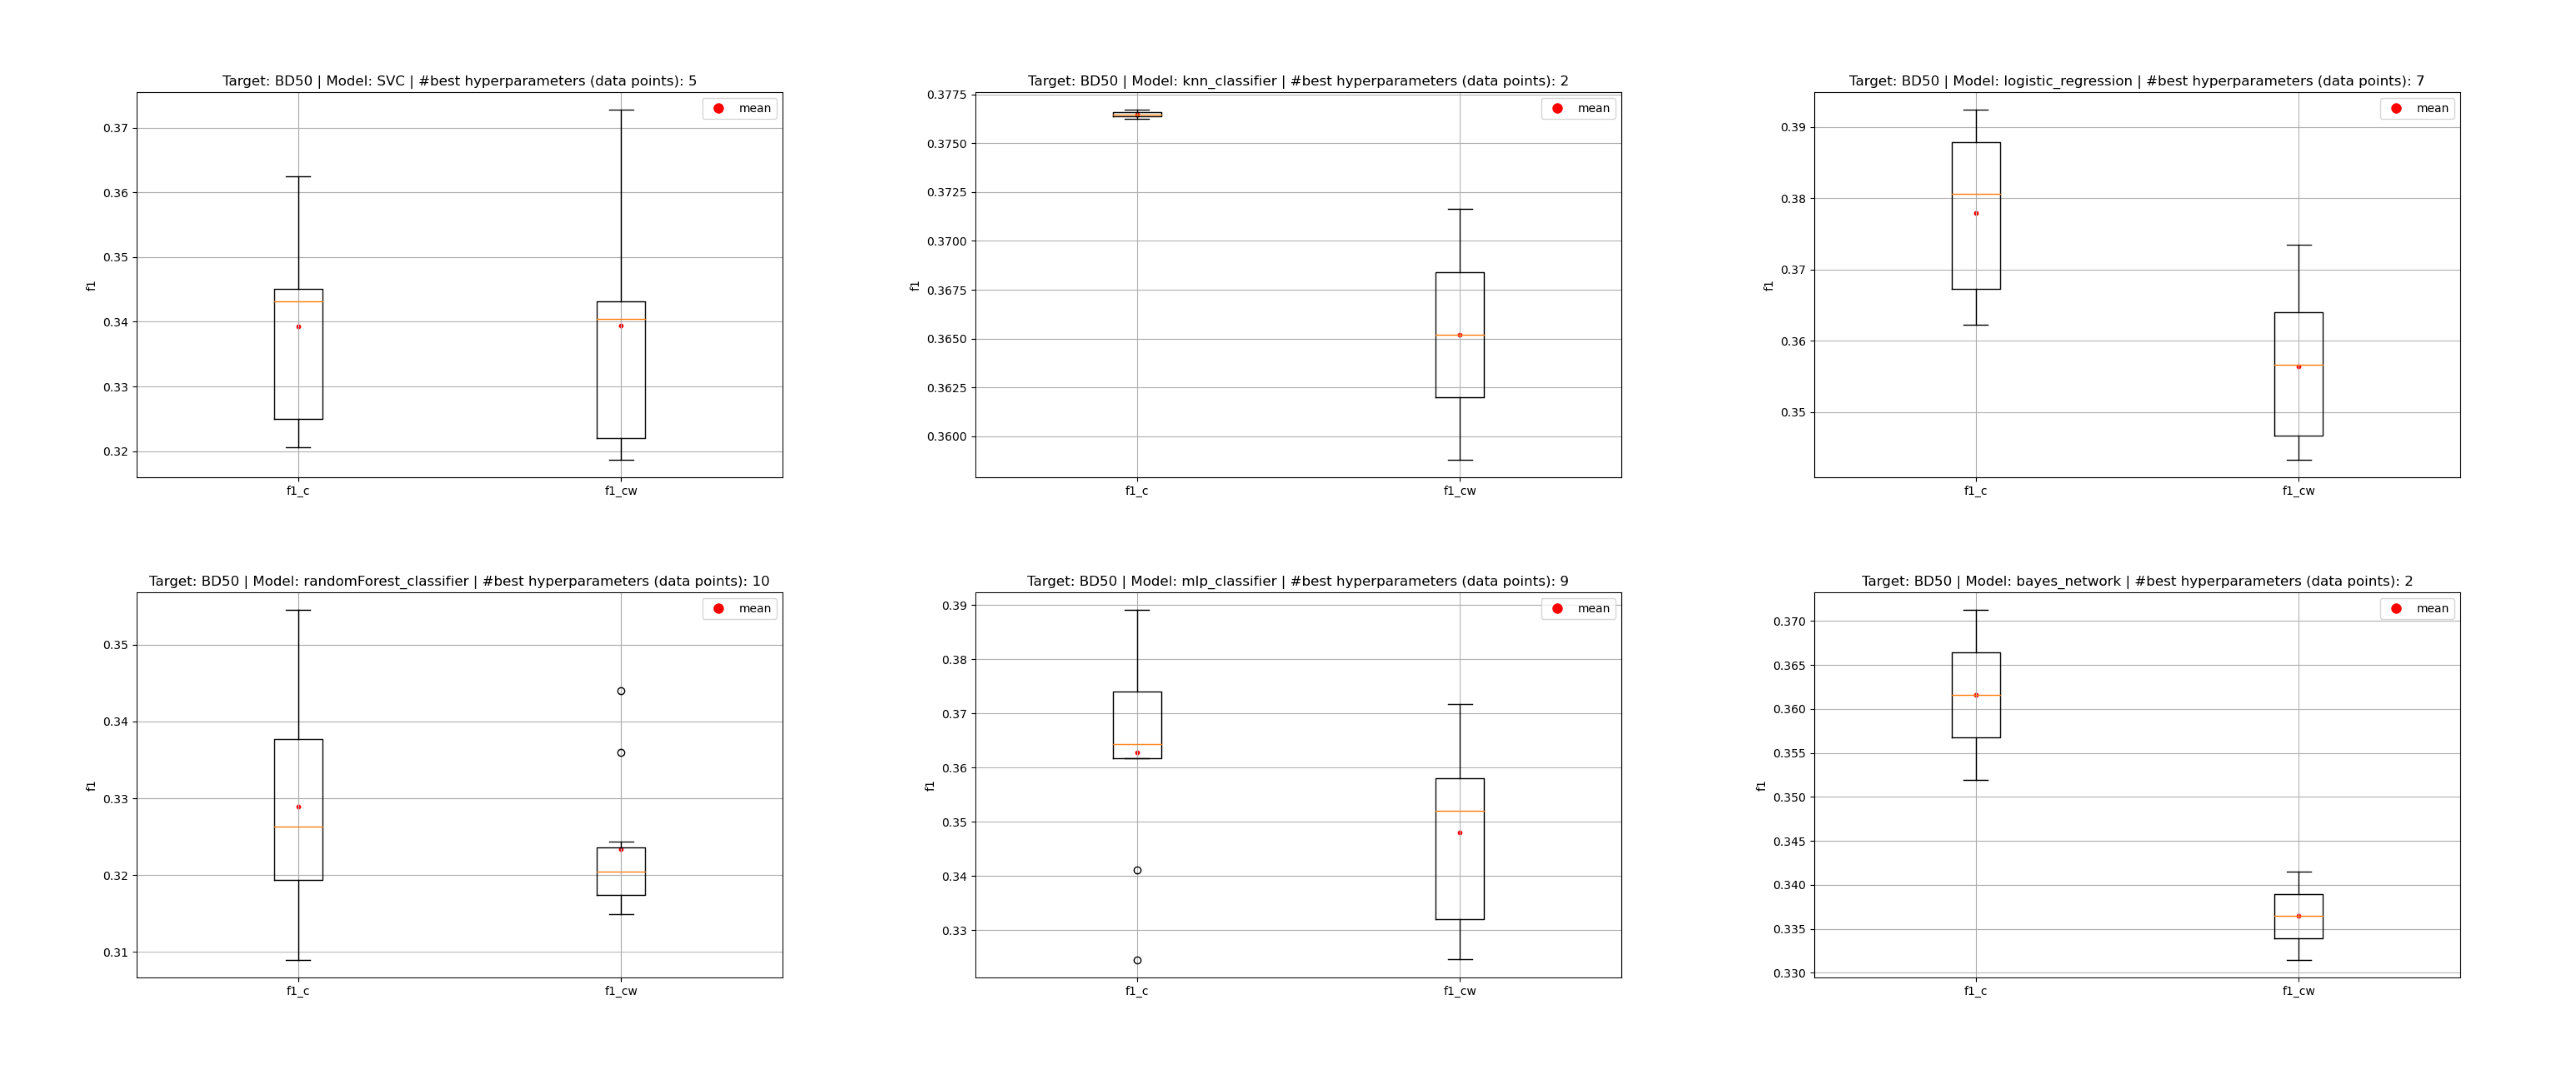 Target: BD50 | Model: SVC | #best hyperparameters (data points): 5
mean
0.37
0.36
0.35
0.34
0.33
0.32
f1
f1_c
f1_cw
Target: BD50 | Model: knn_classifier | #best hyperparameters (data points): 2
mean
0.3775
0.3750
0.3725
0.3700
0.3675
0.3650
0.3625
0.3600
f1
f1_c
f1_cw
Target: BD50 | Model: logistic_regression | #best hyperparameters (data points): 7
mean
0.39
0.38
0.37
0.36
0.35
f1
f1_c
f1_cw
Target: BD50 | Model: randomForest_classifier | #best hyperparameters (data points): 10
mean
0.35
0.34
0.33
0.32
0.31
f1
f1_c
f1_cw
Target: BD50 | Model: mlp_classifier | #best hyperparameters (data points): 9
mean
0.39
0.38
0.37
0.36
0.35
0.34
0.33
f1
f1_c
f1_cw
Target: BD50 | Model: bayes_network | #best hyperparameters (data points): 2
mean
0.370
0.365
0.360
0.355
0.350
0.345
0.340
0.335
0.330
f1
f1_c
f1_cw